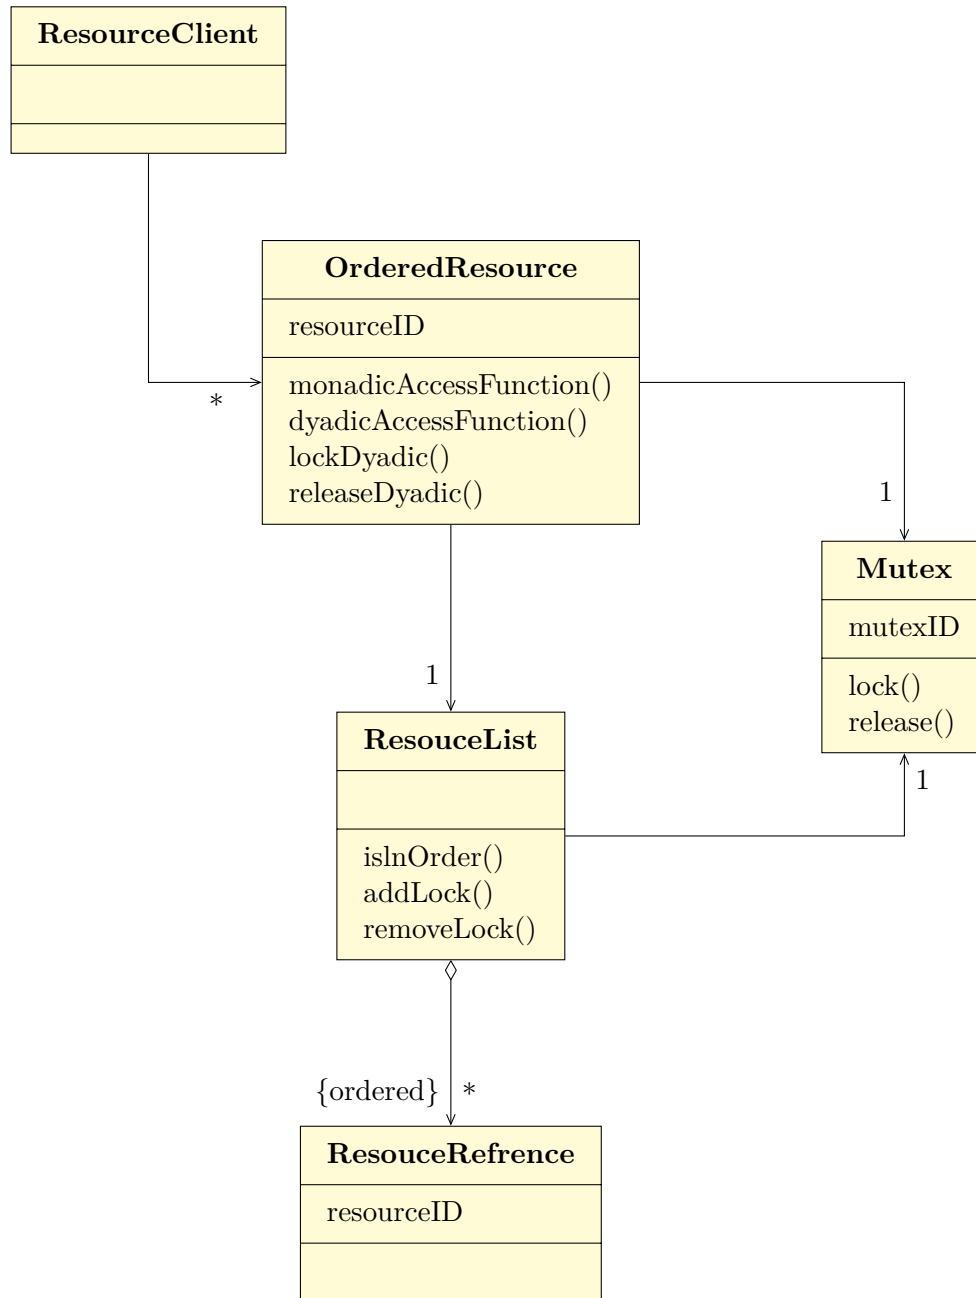 ResourceClient
OrderedResource
resourceID
monadicAccessFunction()
dyadicAccessFunction()
lockDyadic()
releaseDyadic()
*
1
Mutex
mutexID
lock()
release()
1
1
ResouceList
islnOrder()
addLock()
removeLock()
{ordered} *
ResouceRefrence
resourceID